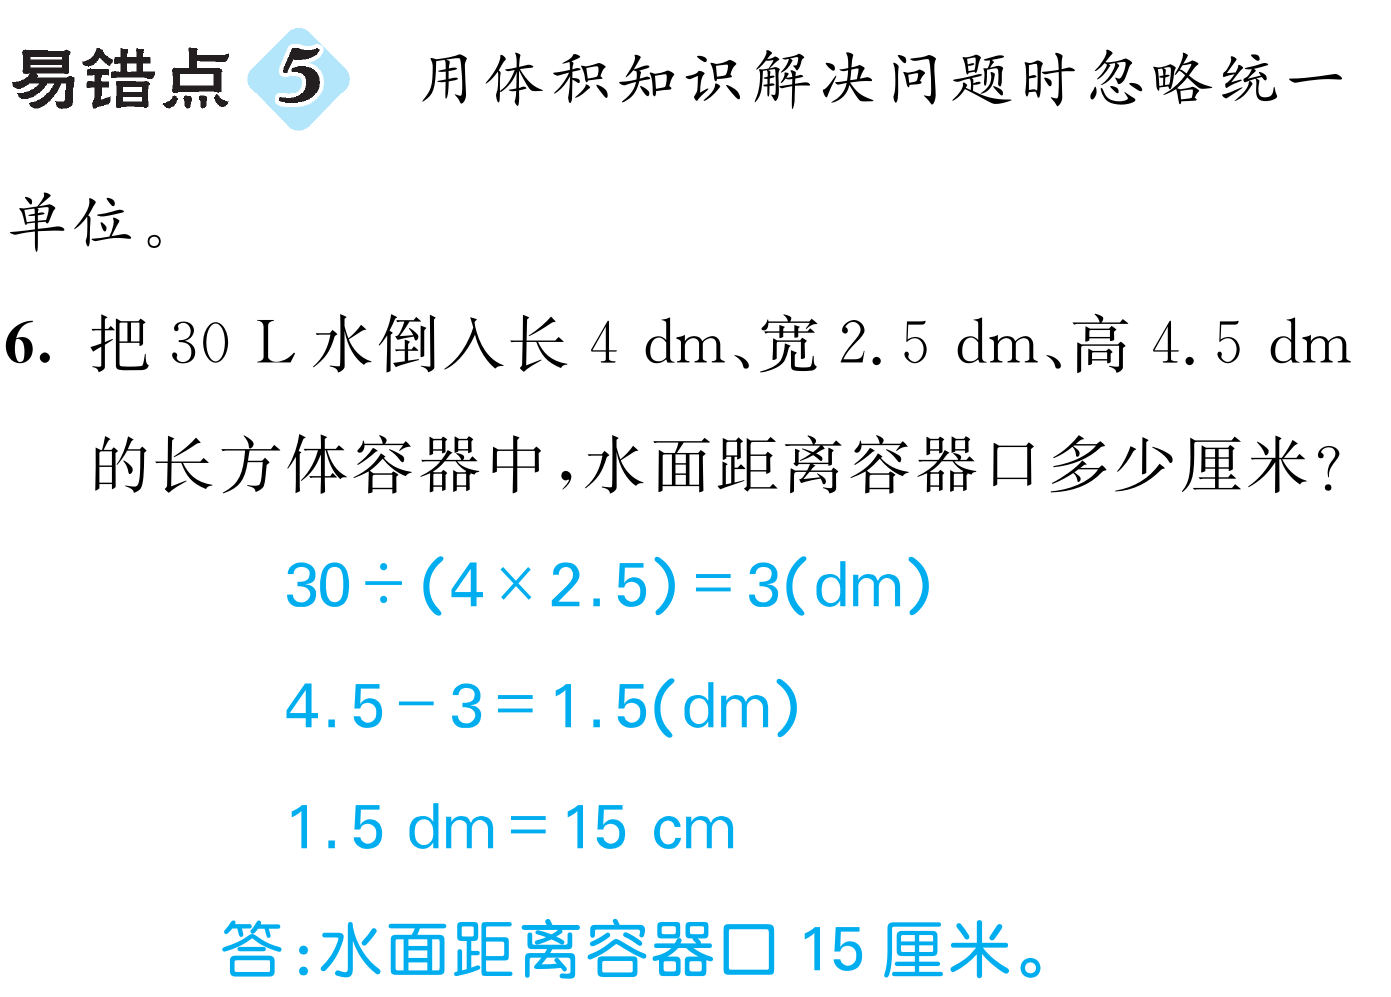 易错点 5 用体积知识解决问题时忽略统一
单位。
6. 把 30 L 水倒入长 4 dm、宽 2.5 dm、高 4.5 dm
的长方体容器中,水面距离容器口多少厘米?
30÷(4×2.5)=3(dm)
4.5-3=1.5(dm)
1.5 dm=15 cm
答:水面距离容器口 15 厘米。